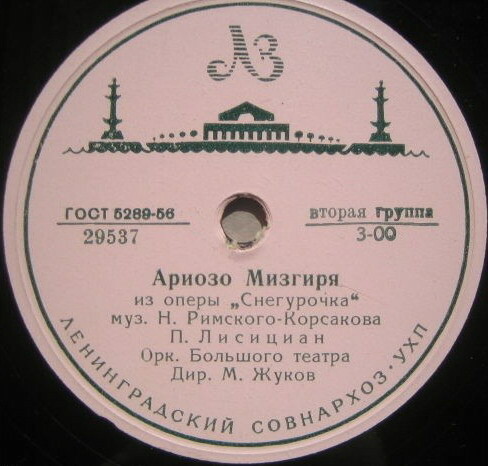 ЛЗ
ГОСТ 5289-56
29537
вторая группа
3-00
Ариозо Мизгиря
из оперы „Снегурочка“
муз. Н. Римского-Корсакова
П. Лисициан
Орк. Большого театра
Дир. М. Жуков
ЛЕНИНГРАДСКИЙ СОВНАРХОЗ·УХП